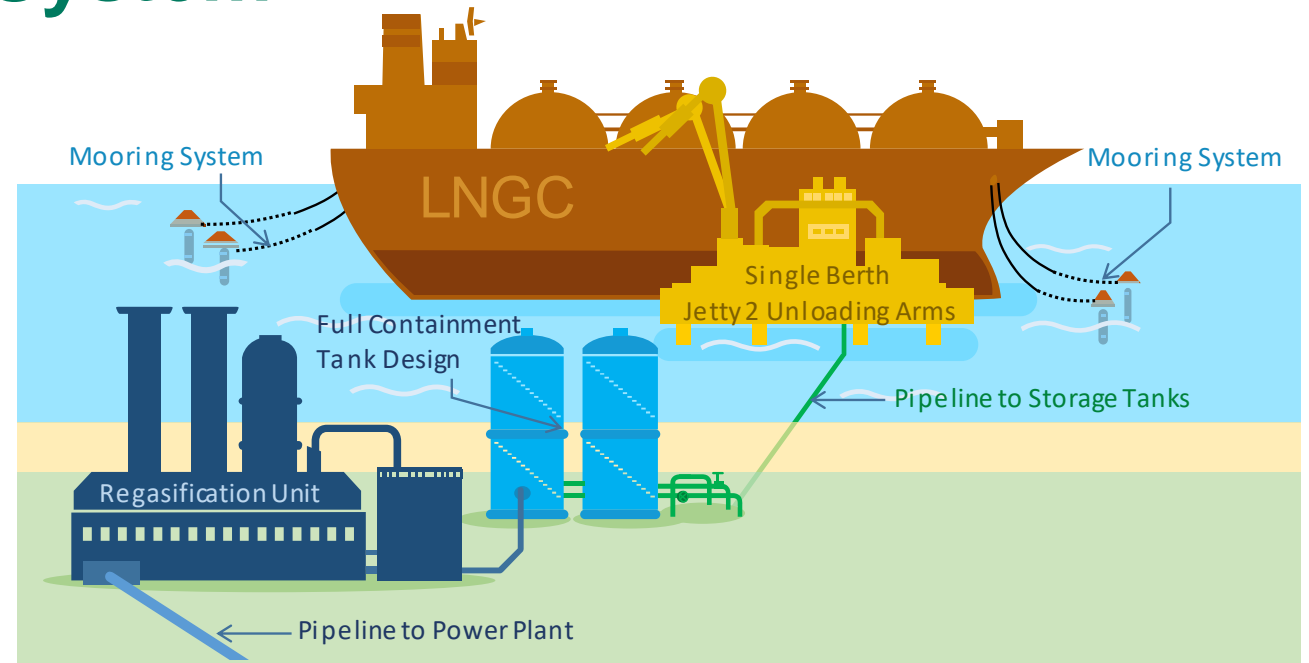 System
Mooring System
Mooring System
LNGC
Single Berth
Jetty 2 Unloading Arms
Full Containment
Tank Design
Pipeline to Storage Tanks
Regasification Unit
Pipeline to Power Plant